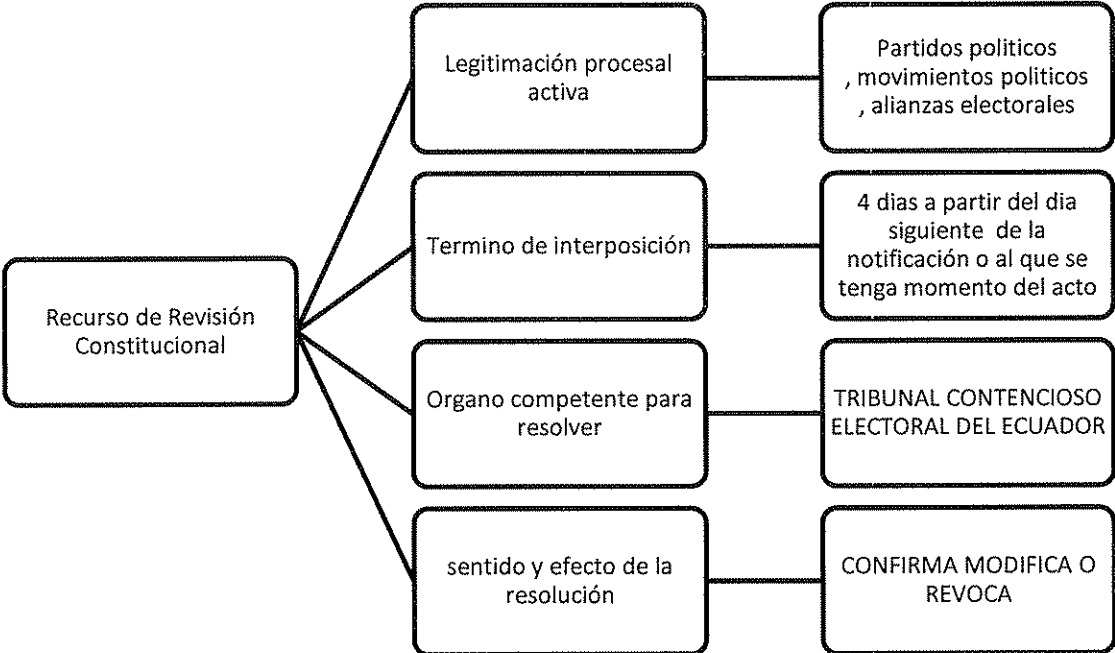 Recurso de Revisión
Constitucional
Legitimación procesal
activa
Partidos politicos
, movimientos politicos
, alianzas electorales
Termino de interposición
4 dias a partir del dia
siguiente de la
notificación o al que se
tenga momento del acto
Organo competente para
resolver
TRIBUNAL CONTENCIOSO
ELECTORAL DEL ECUADOR
sentido y efecto de la
resolución
CONFIRMA MODIFICA O
REVOCA